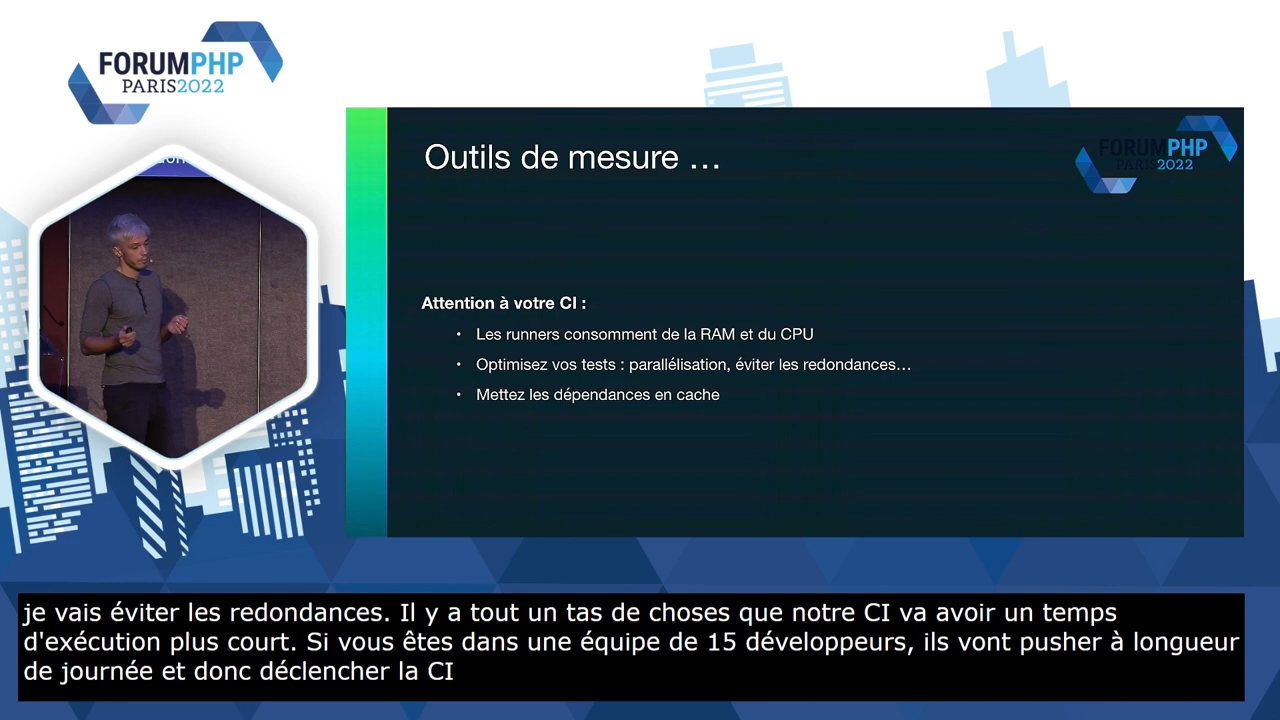 FORUMPHP
PARIS2022
Outils de mesure …
FORUMPHP
PARIS2022
Attention à votre CI :
• Les runners consomment de la RAM et du CPU
• Optimisez vos tests : parallélisation, éviter les redondances…
• Mettez les dépendances en cache
je vais éviter les redondances. Il y a tout un tas de choses que notre CI va avoir un temps
d'exécution plus court. Si vous êtes dans une équipe de 15 développeurs, ils vont pusher à longueur
de journée et donc déclencher la CI